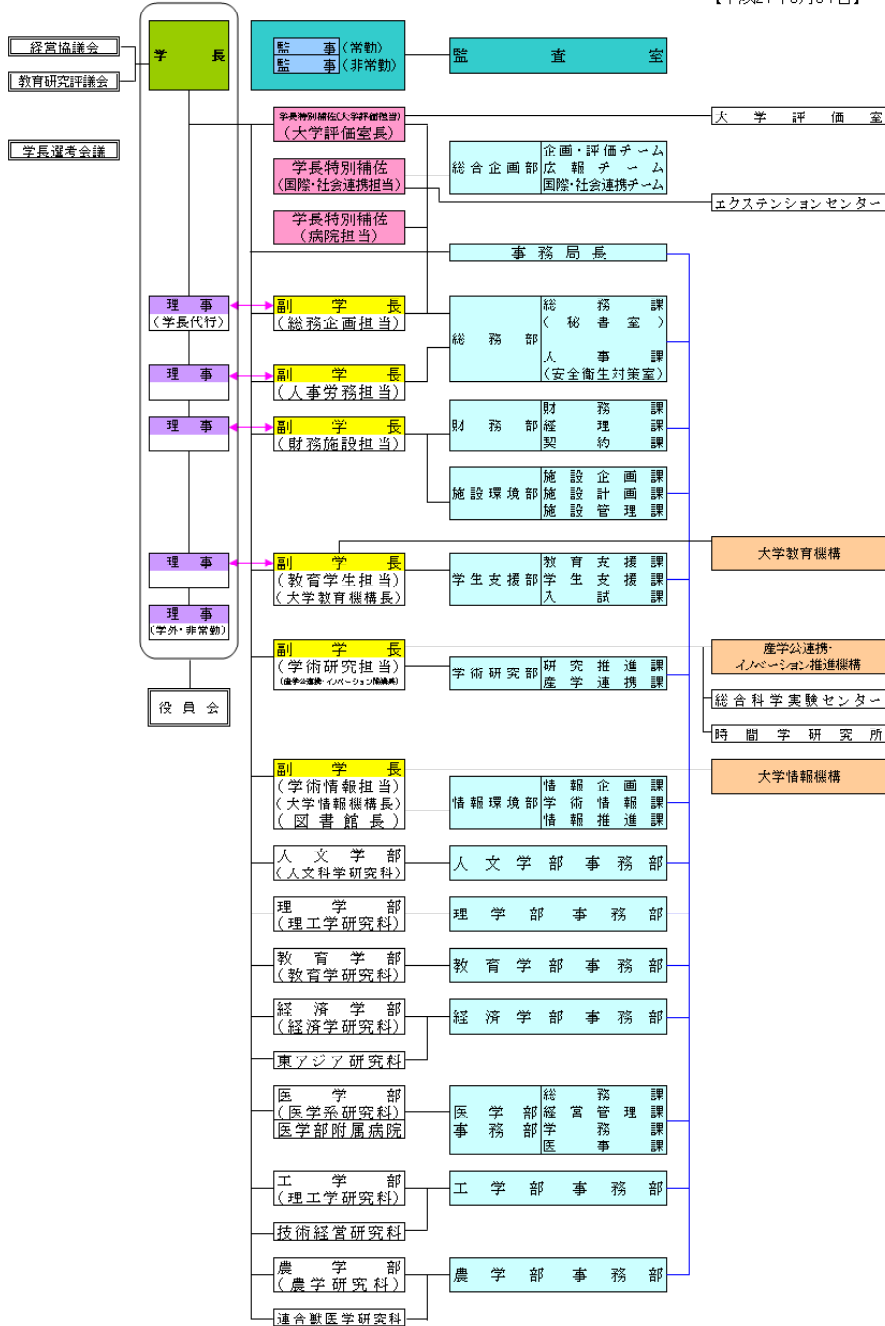 経営協議会
教育研究評議会
学長選考会議
学長
監事(常勤)
監事(非常勤)
監査室
学長特別補佐(大学評価担当)
(大学評価室長)
大学評価室
学長特別補佐
(国際・社会連携担当)
総合企画部
企画・評価チーム
広報チーム
国際・社会連携チーム
エクステンションセンター
学長特別補佐
(病院担当)
事務局長
理事
(学長代行)
副学長
(総務企画担当)
総務部
総務課
(秘書室)
人事課
(安全衛生対策室)
理事
副学長
(人事労務担当)
理事
副学長
(財務施設担当)
財務部
財務課
経理課
契約課
施設環境部
施設企画課
施設計画課
施設管理課
理事
副学長
(教育学生担当)
(大学教育機構長)
学生支援部
教育支援課
学生支援課
入試課
大学教育機構
理事
(学外・非常勤)
役員会
副学長
(学術研究担当)
(産学公連携・イノベーション推進機構長)
学術研究部
研究推進課
産学連携課
産学公連携・
イノベーション推進機構
総合科学実験センター
時間学研究所
副学長
(学術情報担当)
(大学情報機構長)
(図書館長)
情報環境部
情報企画課
学術情報課
情報推進課
大学情報機構
人文学部
(人文科学研究科)
人文学部事務部
理学部
(理工学研究科)
理学部事務部
教育学部
(教育学研究科)
教育学部事務部
経済学部
(経済学研究科)
経済学部事務部
東アジア研究科
医学部
(医学系研究科)
医学部附属病院
医学部
事務部
総務課
経営管理課
学務課
医事課
工学部
(理工学研究科)
工学部事務部
技術経営研究科
農学部
(農学研究科)
農学部事務部
連合獣医学研究科